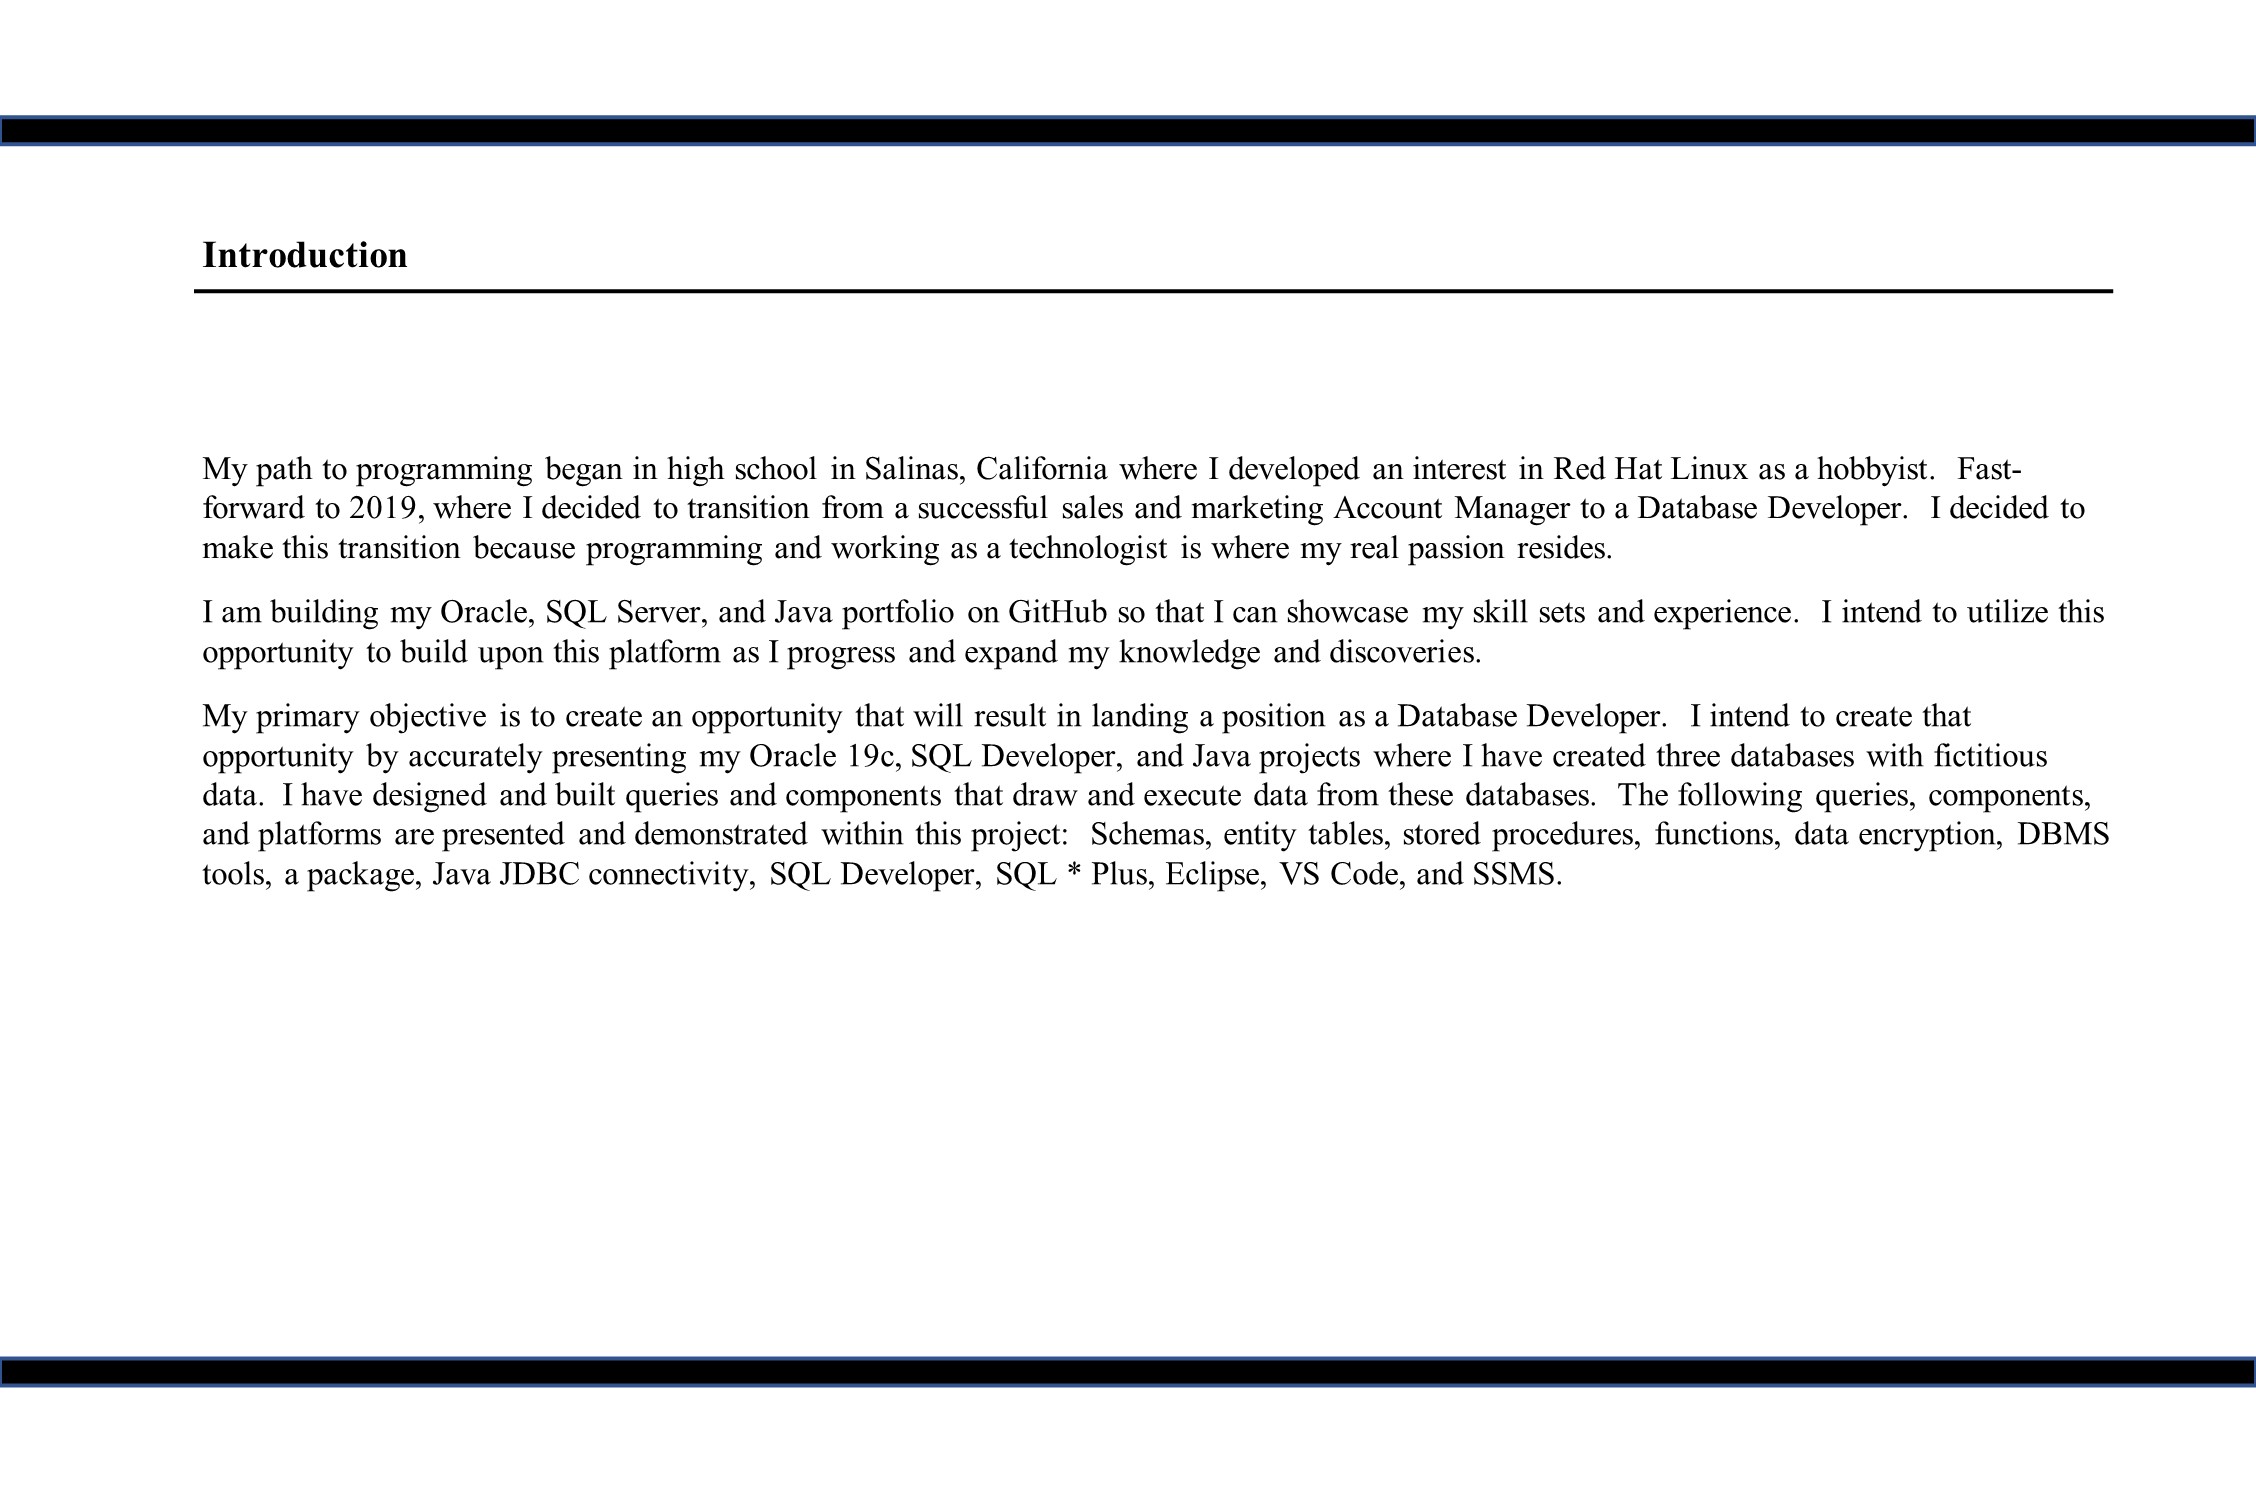 Introduction
My path to programming began in high school in Salinas, California where I developed an interest in Red Hat Linux as a hobbyist.  Fast-
forward to 2019, where I decided to transition from a successful sales and marketing Account Manager to a Database Developer.  I decided to
make this transition because programming and working as a technologist is where my real passion resides.
I am building my Oracle, SQL Server, and Java portfolio on GitHub so that I can showcase my skill sets and experience.  I intend to utilize this
opportunity to build upon this platform as I progress and expand my knowledge and discoveries.
My primary objective is to create an opportunity that will result in landing a position as a Database Developer.  I intend to create that
opportunity by accurately presenting my Oracle 19c, SQL Developer, and Java projects where I have created three databases with fictitious
data.  I have designed and built queries and components that draw and execute data from these databases.  The following queries, components,
and platforms are presented and demonstrated within this project:  Schemas, entity tables, stored procedures, functions, data encryption, DBMS
tools, a package, Java JDBC connectivity, SQL Developer, SQL * Plus, Eclipse, VS Code, and SSMS.